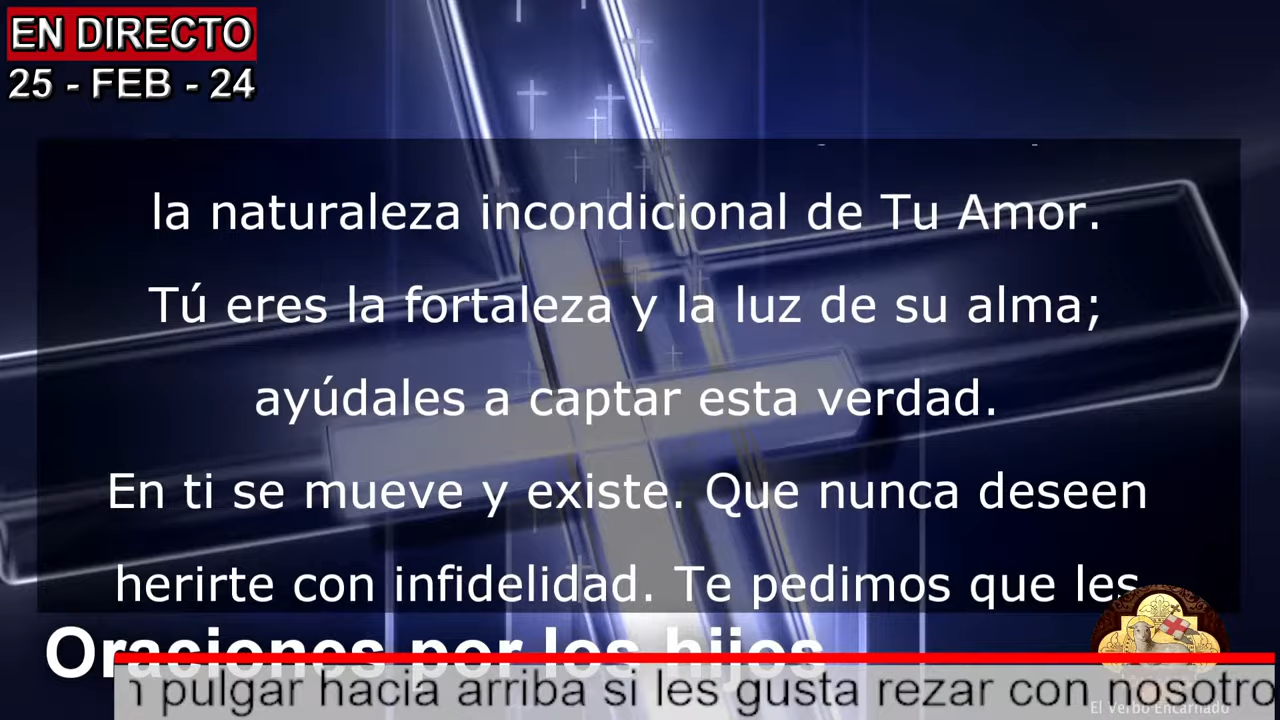 EN DIRECTO
25 - FEB - 24
la naturaleza incondicional de Tu Amor.
Tú eres la fortaleza y la luz de su alma;
ayúdales a captar esta verdad.
En ti se mueve y existe. Que nunca deseen
herirte con infidelidad. Te pedimos que les
Oraciones por los hijos
pulgar hacia arriba si les gusta rezar con nosotro
El Verbo Encarnado